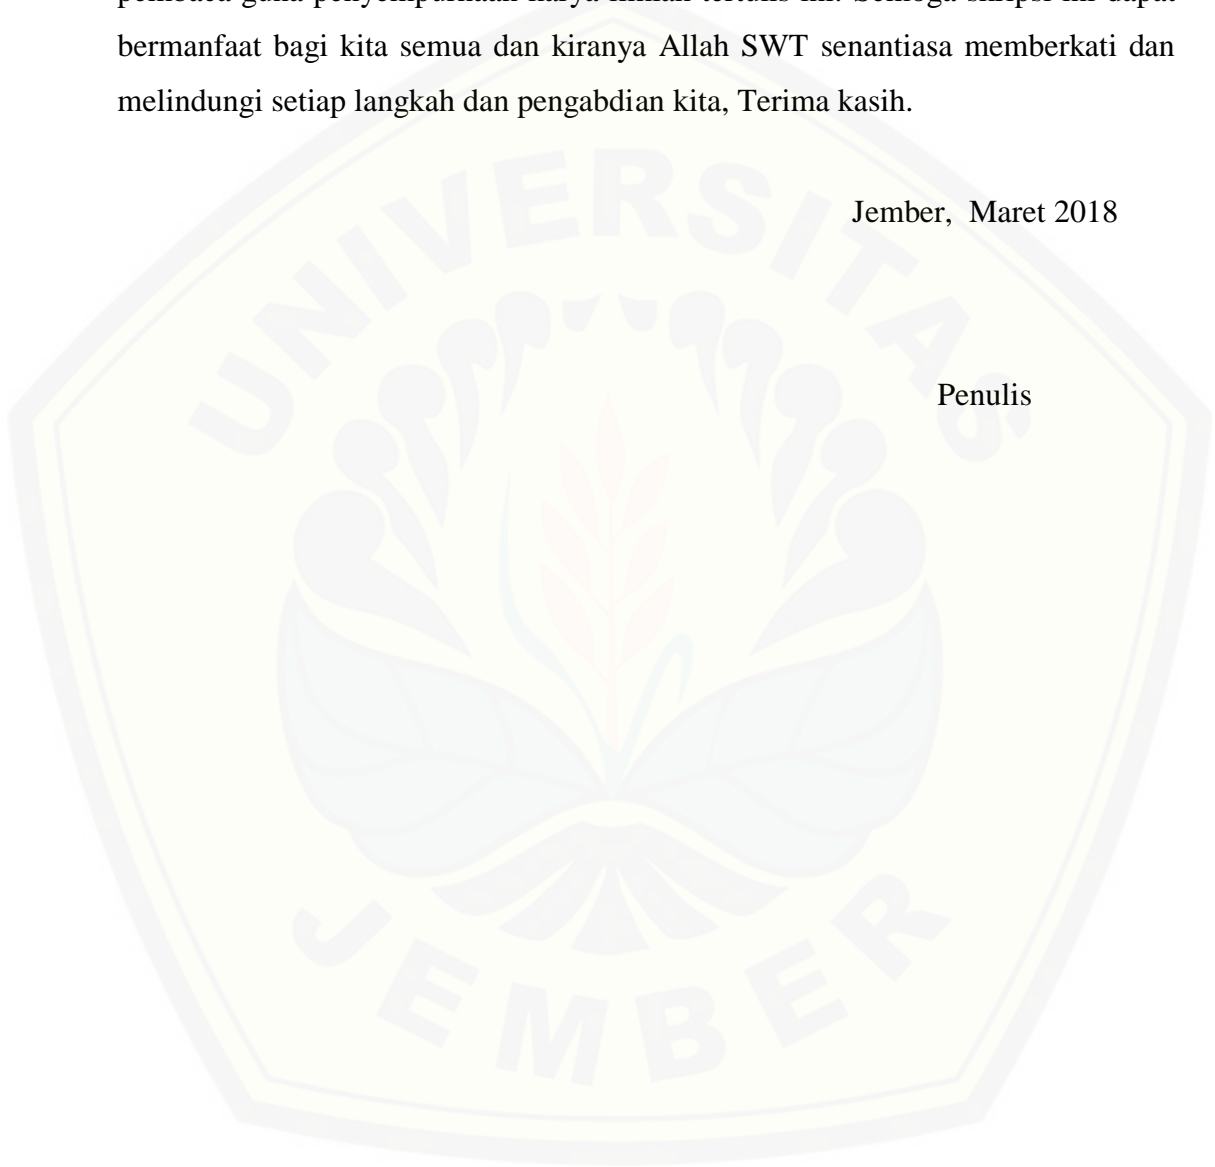 bermanfaat bagi kita semua dan kiranya Allah SWT senantiasa memberkati dan
melindungi setiap langkah dan pengabdian kita, Terima kasih.
Jember, Maret 2018
Penulis
UNIVERSITAS
JEMBER